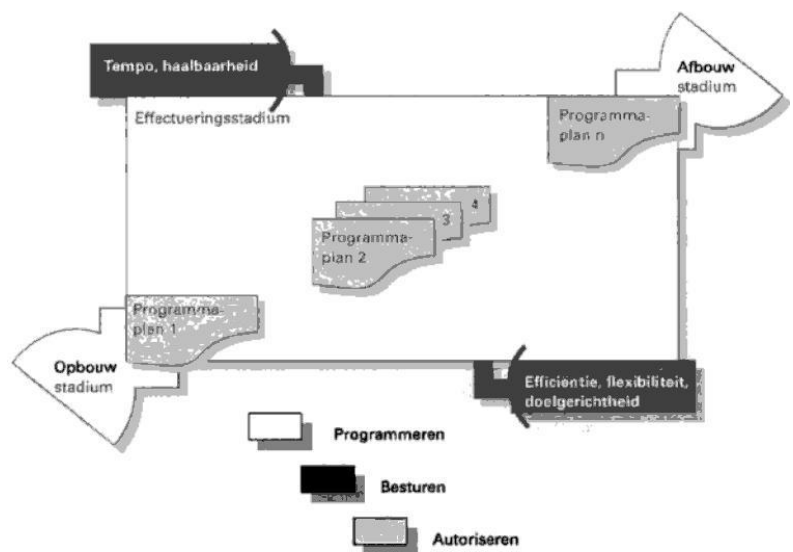 Tempo, haalbaarheid
Afbouw
stadium
Effectueringsstadium
Programma-
plan n
4
3
Programma-
plan 2
Programma-
plan 1
Opbouw
stadium
Efficiëntie, flexibiliteit,
doelgerichtheid
Programmeren
Besturen
Autoriseren